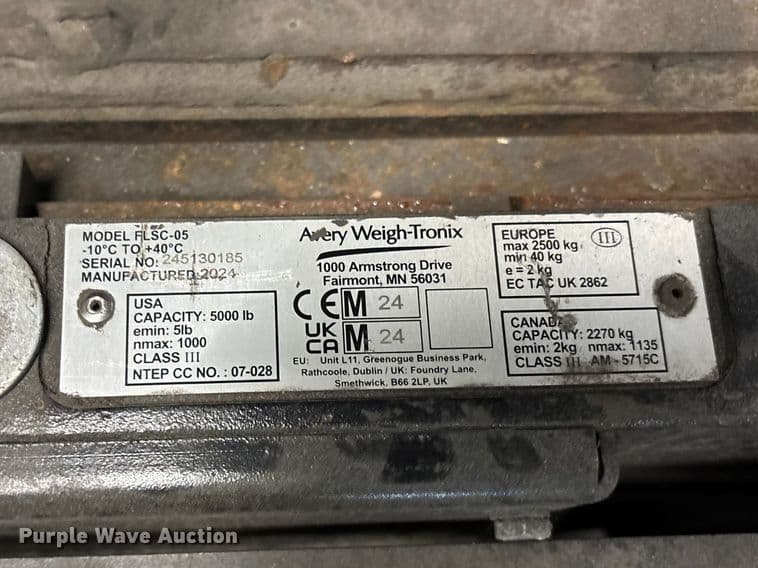 MODEL FLSC-05
-10°C TO +40°C
SERIAL NO: 245130185
MANUFACTURED: 2024
USA
CAPACITY: 5000 lb
emin: 5lb
nmax: 1000
CLASS III
NTEP CC NO. : 07-028
Avery Weigh-Tronix
1000 Armstrong Drive
Fairmont, MN 56031
CE M 24
UK
CA M 24
EU: Unit L11, Greenogue Business Park,
Rathcoole, Dublin / UK: Foundry Lane,
Smethwick, B66 2LP, UK
EUROPE
max 2500 kg
min 40 kg
e = 2 kg
EC TAC UK 2862
III
CANADA
CAPACITY: 2270 kg
emin: 2kg nmax: 1135
CLASS III AM - 5715C
Purple Wave Auction